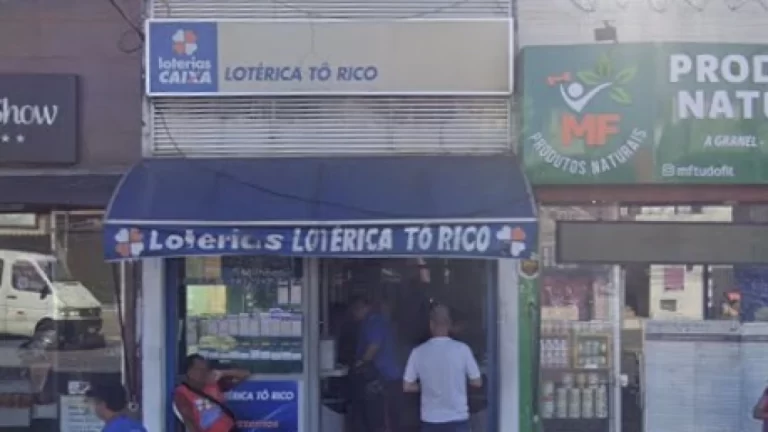 Show
loterias
CAIXA
LOTÉRICA TÔ RICO
Loterias LOTÉRICA TÔ RICO
LOTÉRICA
TÔ RICO
MF
PRODUTOS NATURAIS
PROD
NATU
A GRANEL -
mftudofit